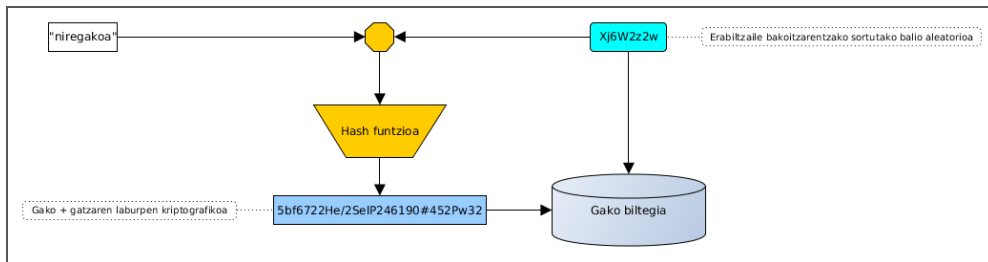 "niregakoa"
Xj6W2z2w
Erabiltzaile bakoitzarentzako sortutako balio aleatorioa
Hash funtzioa
Gako + gatzaren laburpen kriptografikoa
5bf6722He/2SelP246190#452Pw32
Gako biltegia